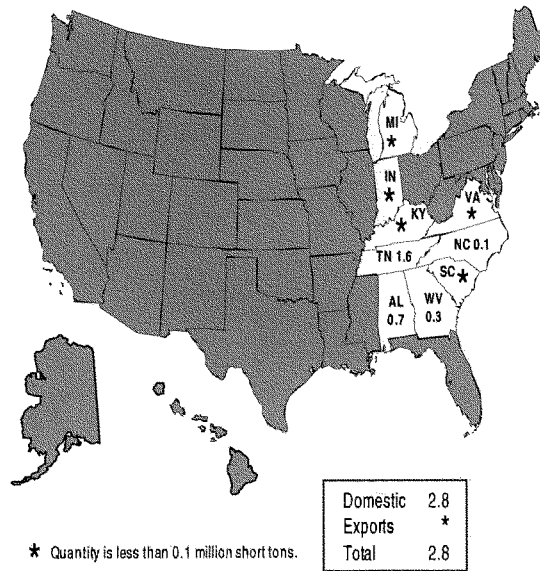 MI
★
IN
★
KY
★
VA
★
TN 1.6
NC 0.1
SC ★
AL
0.7
WV
0.3
Domestic 2.8
Exports ★
Total 2.8
★ Quantity is less than 0.1 million short tons.